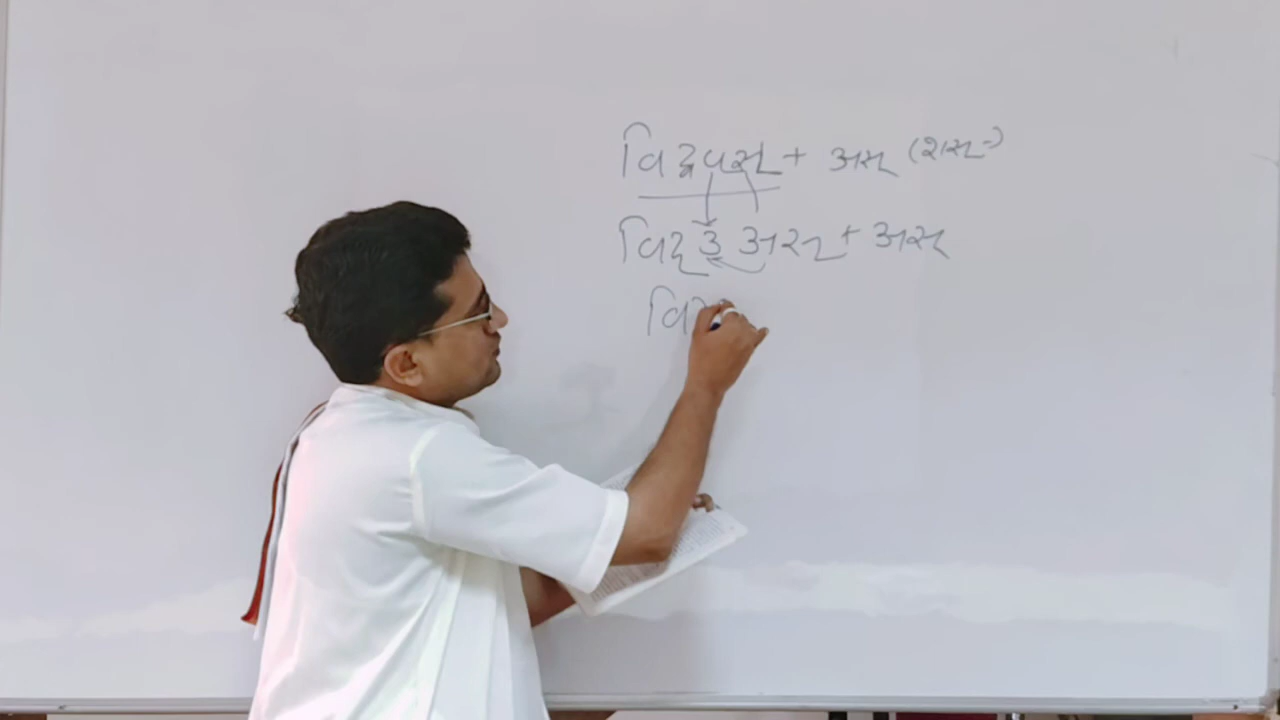 विद्वस् + अस् (शस्)
विद् उ अस् + अस्
वि